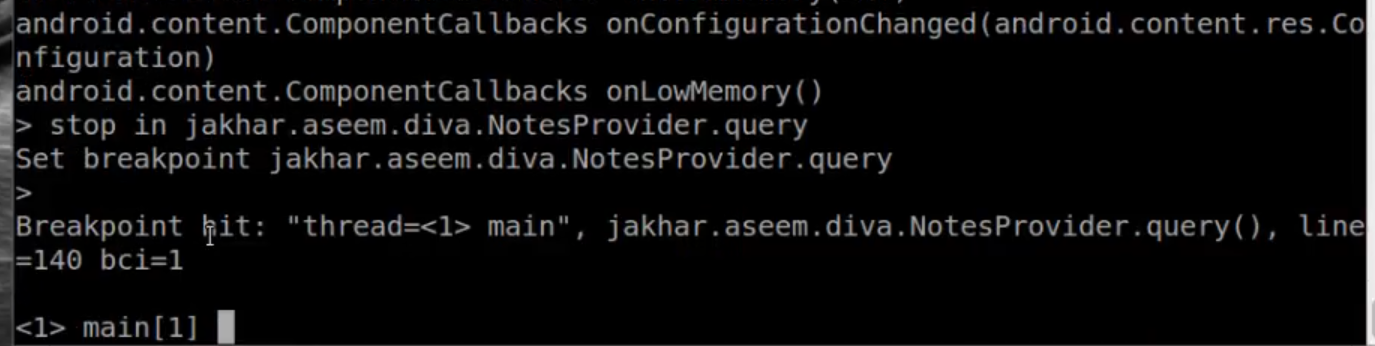 android.content.ComponentCallbacks onConfigurationChanged(android.content.res.Co
nfiguration)
android.content.ComponentCallbacks onLowMemory()
> stop in jakhar.aseem.diva.NotesProvider.query
Set breakpoint jakhar.aseem.diva.NotesProvider.query
>
Breakpoint hit: "thread=<1> main", jakhar.aseem.diva.NotesProvider.query(), line
=140 bci=1
<1> main[1]